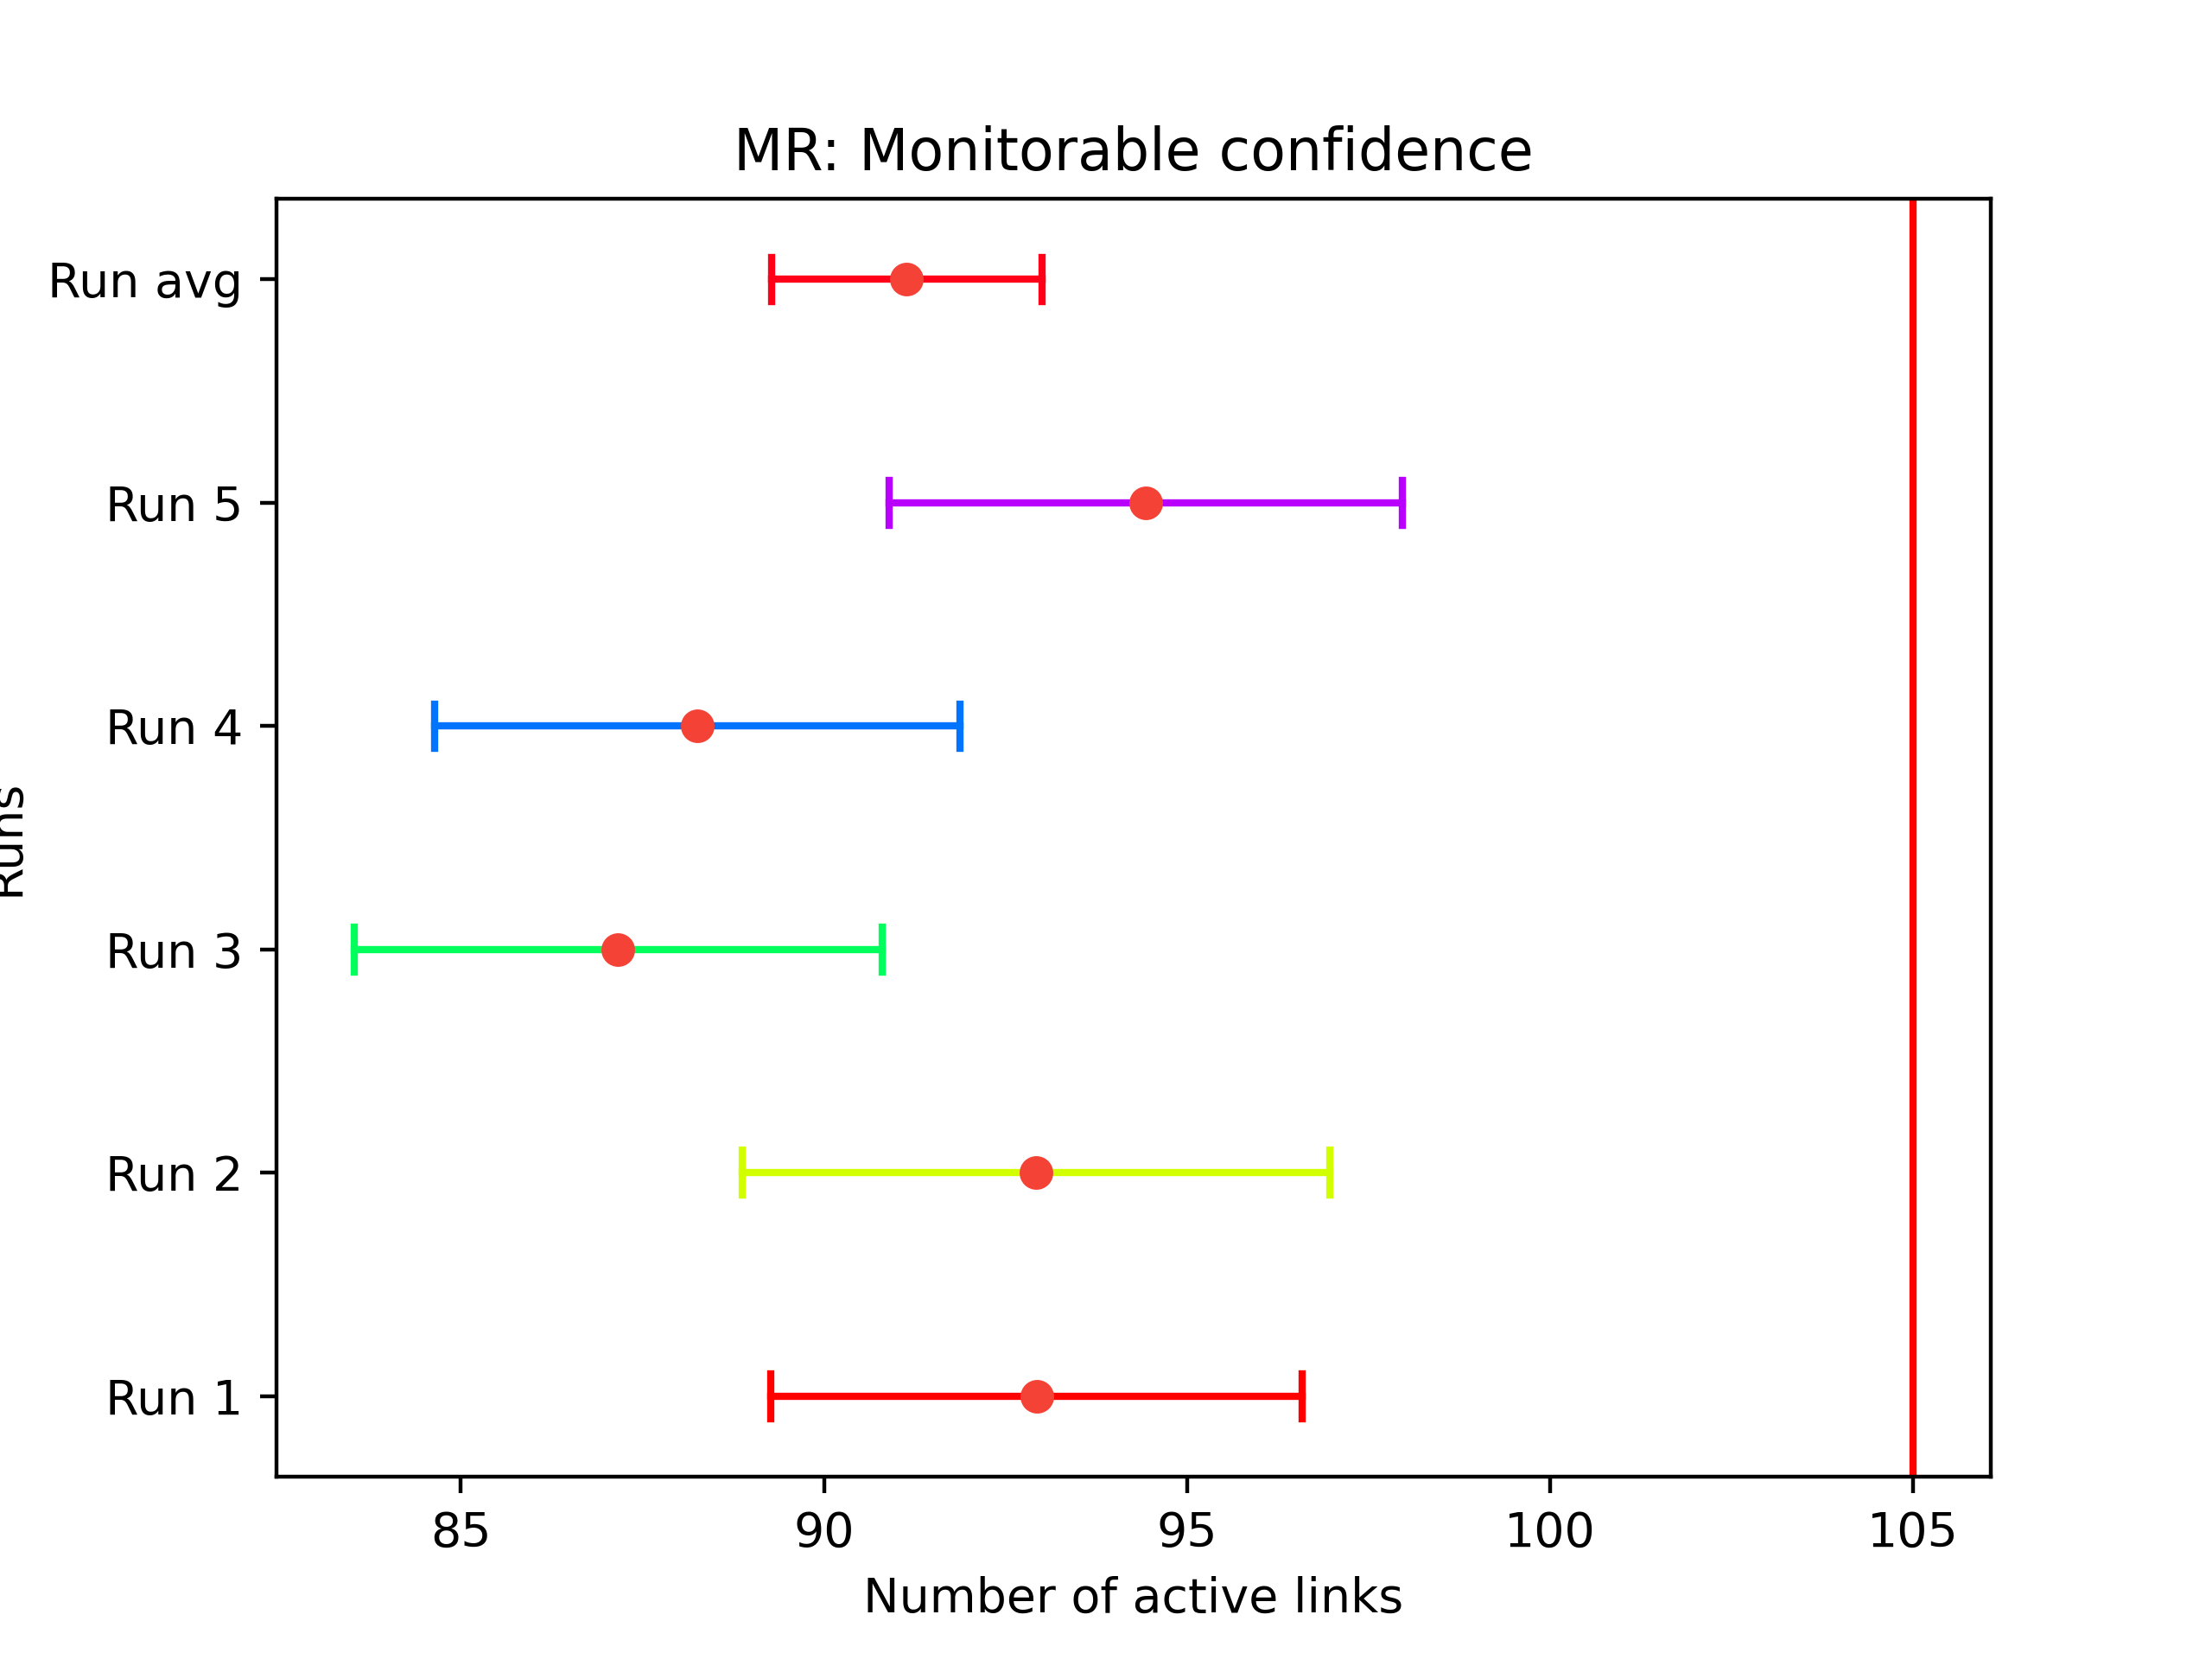 MR: Monitorable confidence
Run avg
Run 5
Run 4
Runs
Run 3
Run 2
Run 1
85 90 95 100 105
Number of active links